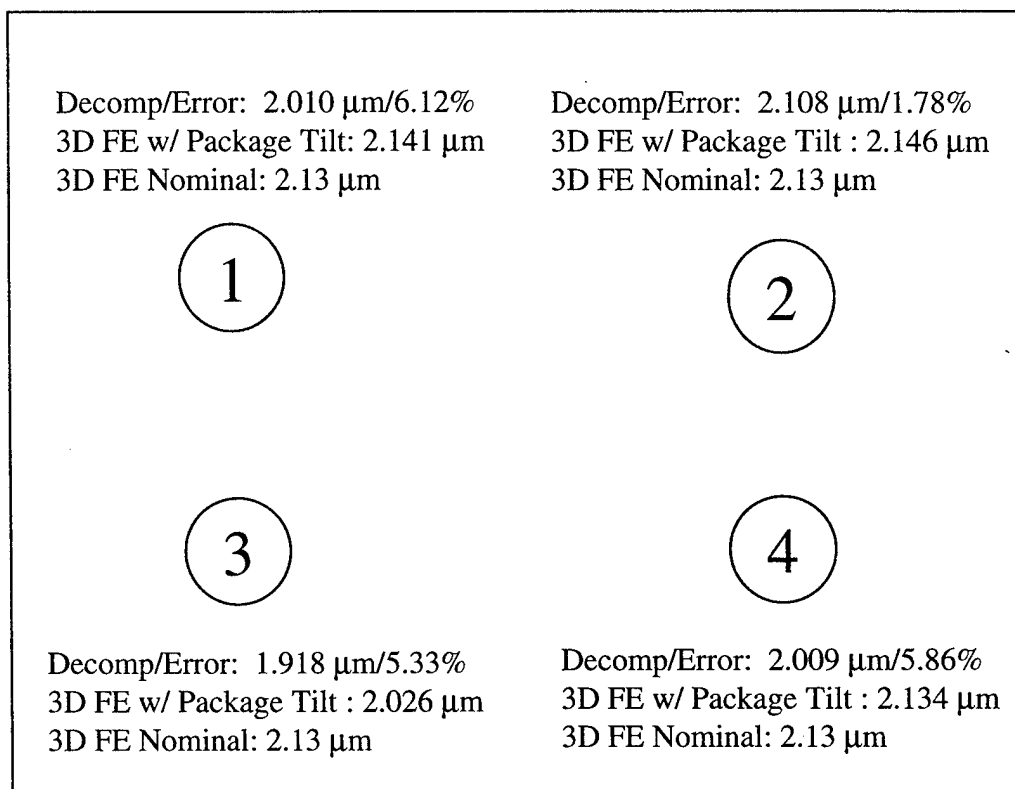 Decomp/Error: 2.010 μm/6.12%
3D FE w/ Package Tilt: 2.141 μm
3D FE Nominal: 2.13 μm
Decomp/Error: 2.108 μm/1.78%
3D FE w/ Package Tilt : 2.146 μm
3D FE Nominal: 2.13 μm
1
2
3
4
Decomp/Error: 1.918 μm/5.33%
3D FE w/ Package Tilt : 2.026 μm
3D FE Nominal: 2.13 μm
Decomp/Error: 2.009 μm/5.86%
3D FE w/ Package Tilt : 2.134 μm
3D FE Nominal: 2.13 μm